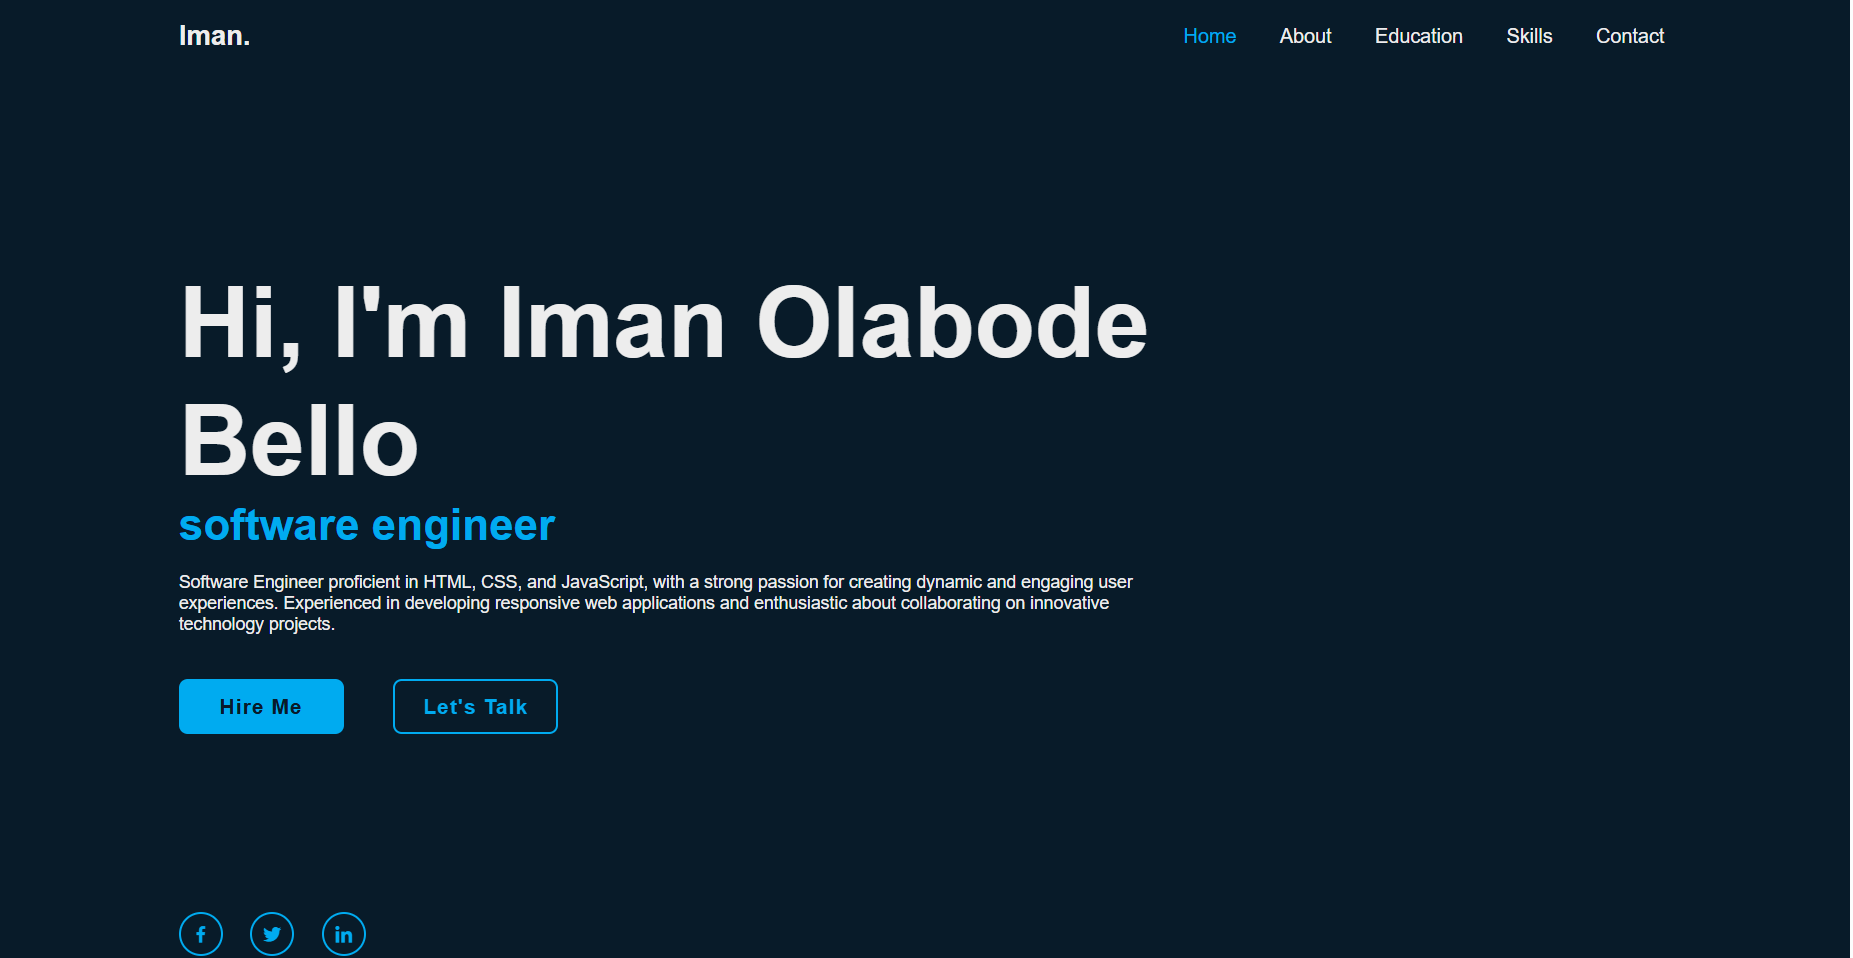 Iman.
Home About Education Skills Contact
Hi, I'm Iman Olabode
Bello
software engineer
Software Engineer proficient in HTML, CSS, and JavaScript, with a strong passion for creating dynamic and engaging user
experiences. Experienced in developing responsive web applications and enthusiastic about collaborating on innovative
technology projects.
Hire Me
Let's Talk